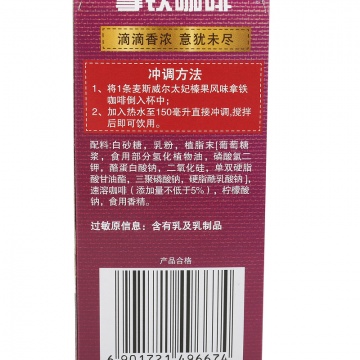 拿铁咖啡
滴滴香浓 意犹未尽
冲调方法
1、将1条麦斯威尔太妃榛果风味拿铁
咖啡倒入杯中;
2、加入热水至150毫升直接冲调,搅拌
后即可饮用。
配料:白砂糖,乳粉,植脂末[葡萄糖
浆,食用部分氢化植物油,磷酸氢二
钾,酪蛋白酸钠,二氧化硅,单双硬
脂酸甘油酯,三聚磷酸钠,硬脂酰乳酸钠],
速溶咖啡(添加量不低于5%),柠檬酸
钠,食用香精。
过敏原信息:含有乳及乳制品
产品合格
6 901721 496674